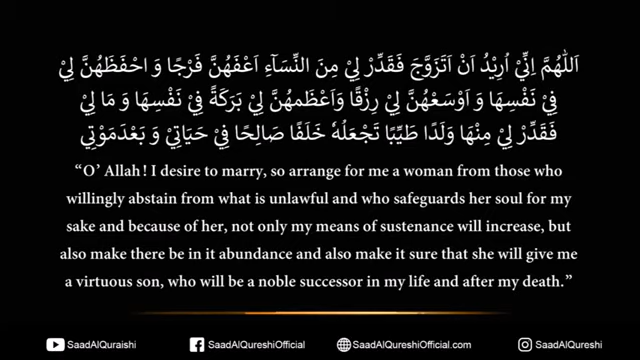 اَللّٰهُمَّ اِنِّيْ اُرِيْدُ اَنْ اَتَزَوَّجَ فَقَدِّرْ لِيْ مِنَ النِّسَآءِ اَعَفَهُنَّ فَرْجًا وَ احْفَظَهُنَّ لِيْ
فِيْ نَفْسِهَا وَ اَوْسَعْهُنَّ لِيْ رِزْقًا وَاَعْظَمِهُنَّ لِيْ بَرَكَةً فِيْ نَفْسِهَا وَ مَا لِيْ
فَقَدِّرْ لِيْ مِنْهَا وَلَدًا طَيِّبًا تَجْعَلُهٗ خَلَفًا صَالِحًا فِيْ حَيَاتِيْ وَ بَعْدَمَوْتِي
“O’ Allah! I desire to marry, so arrange for me a woman from those who
willingly abstain from what is unlawful and who safeguards her soul for my
sake and because of her, not only my means of sustenance will increase, but
also make there be in it abundance and also make it sure that she will give me
a virtuous son, who will be a noble successor in my life and after my death.”
SaadAlQuraishi SaadAlQureshiOfficial SaadAlQureshiOfficial.com SaadAlQureshiOfficial